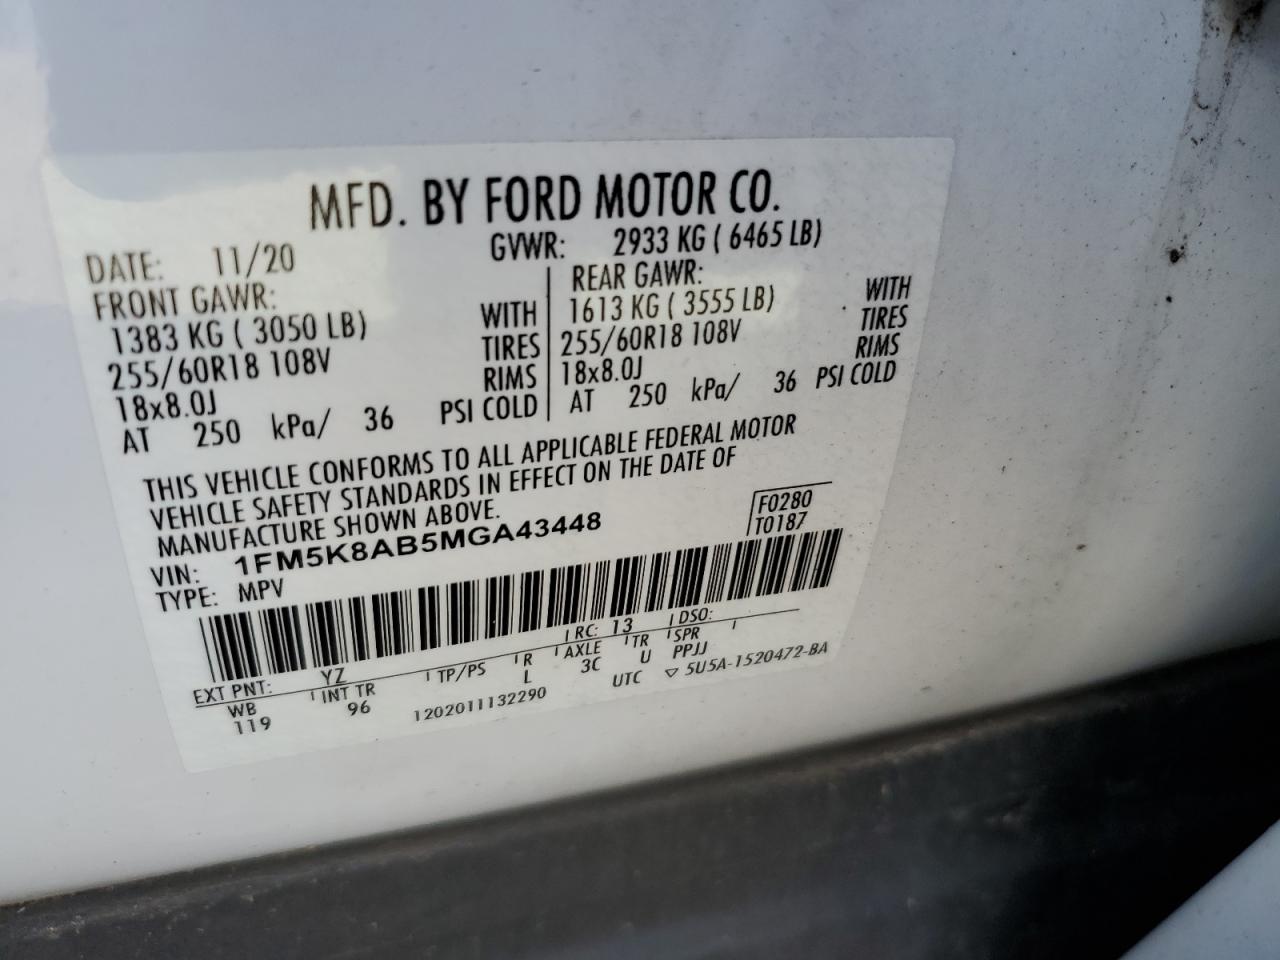 MFD. BY FORD MOTOR CO.
DATE: 11/20 GVWR: 2933 KG ( 6465 LB)
FRONT GAWR: REAR GAWR:
1383 KG ( 3050 LB) WITH 1613 KG ( 3555 LB) WITH
255/60R18 108V TIRES 255/60R18 108V TIRES
18x8.0J RIMS 18x8.0J RIMS
AT 250 kPa/ 36 PSI COLD AT 250 kPa/ 36 PSI COLD
THIS VEHICLE CONFORMS TO ALL APPLICABLE FEDERAL MOTOR
VEHICLE SAFETY STANDARDS IN EFFECT ON THE DATE OF
MANUFACTURE SHOWN ABOVE.
F0280
T0187
VIN: 1FM5K8AB5MGA43448
TYPE: MPV
EXT PNT: YZ RC: 13 DSO:
WB INT TR TP/PS R AXLE TR SPR
119 96 L 3C U PPJJ
1202011132290 UTC ▽ 5U5A-1520472-BA